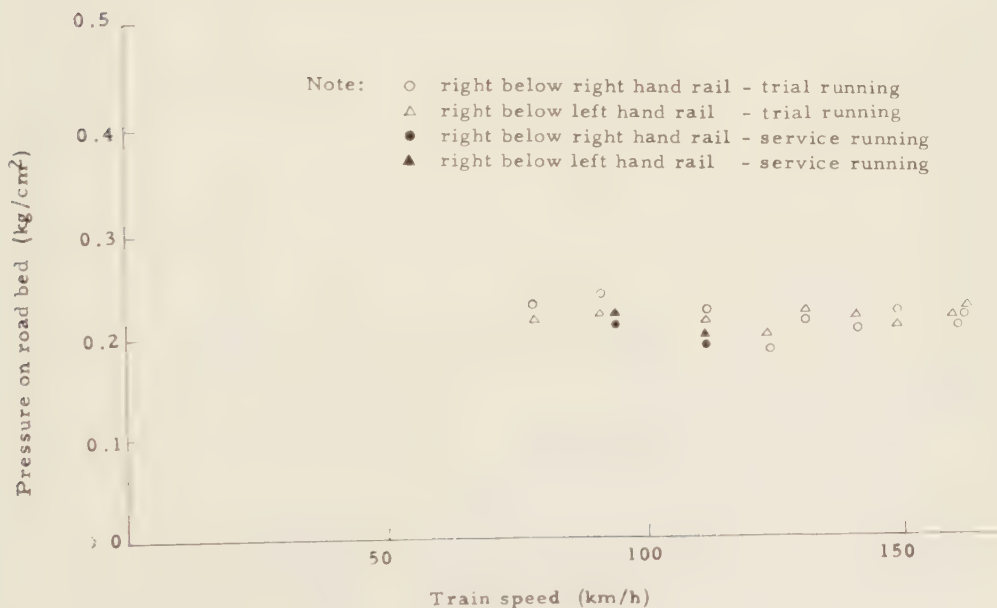 0.5
Note: ○ right below right hand rail - trial running
△ right below left hand rail - trial running
● right below right hand rail - service running
▲ right below left hand rail - service running
0.4
0.3
0.2
0.1
0
50
100
150
Pressure on road bed (kg/cm²)
Train speed (km/h)